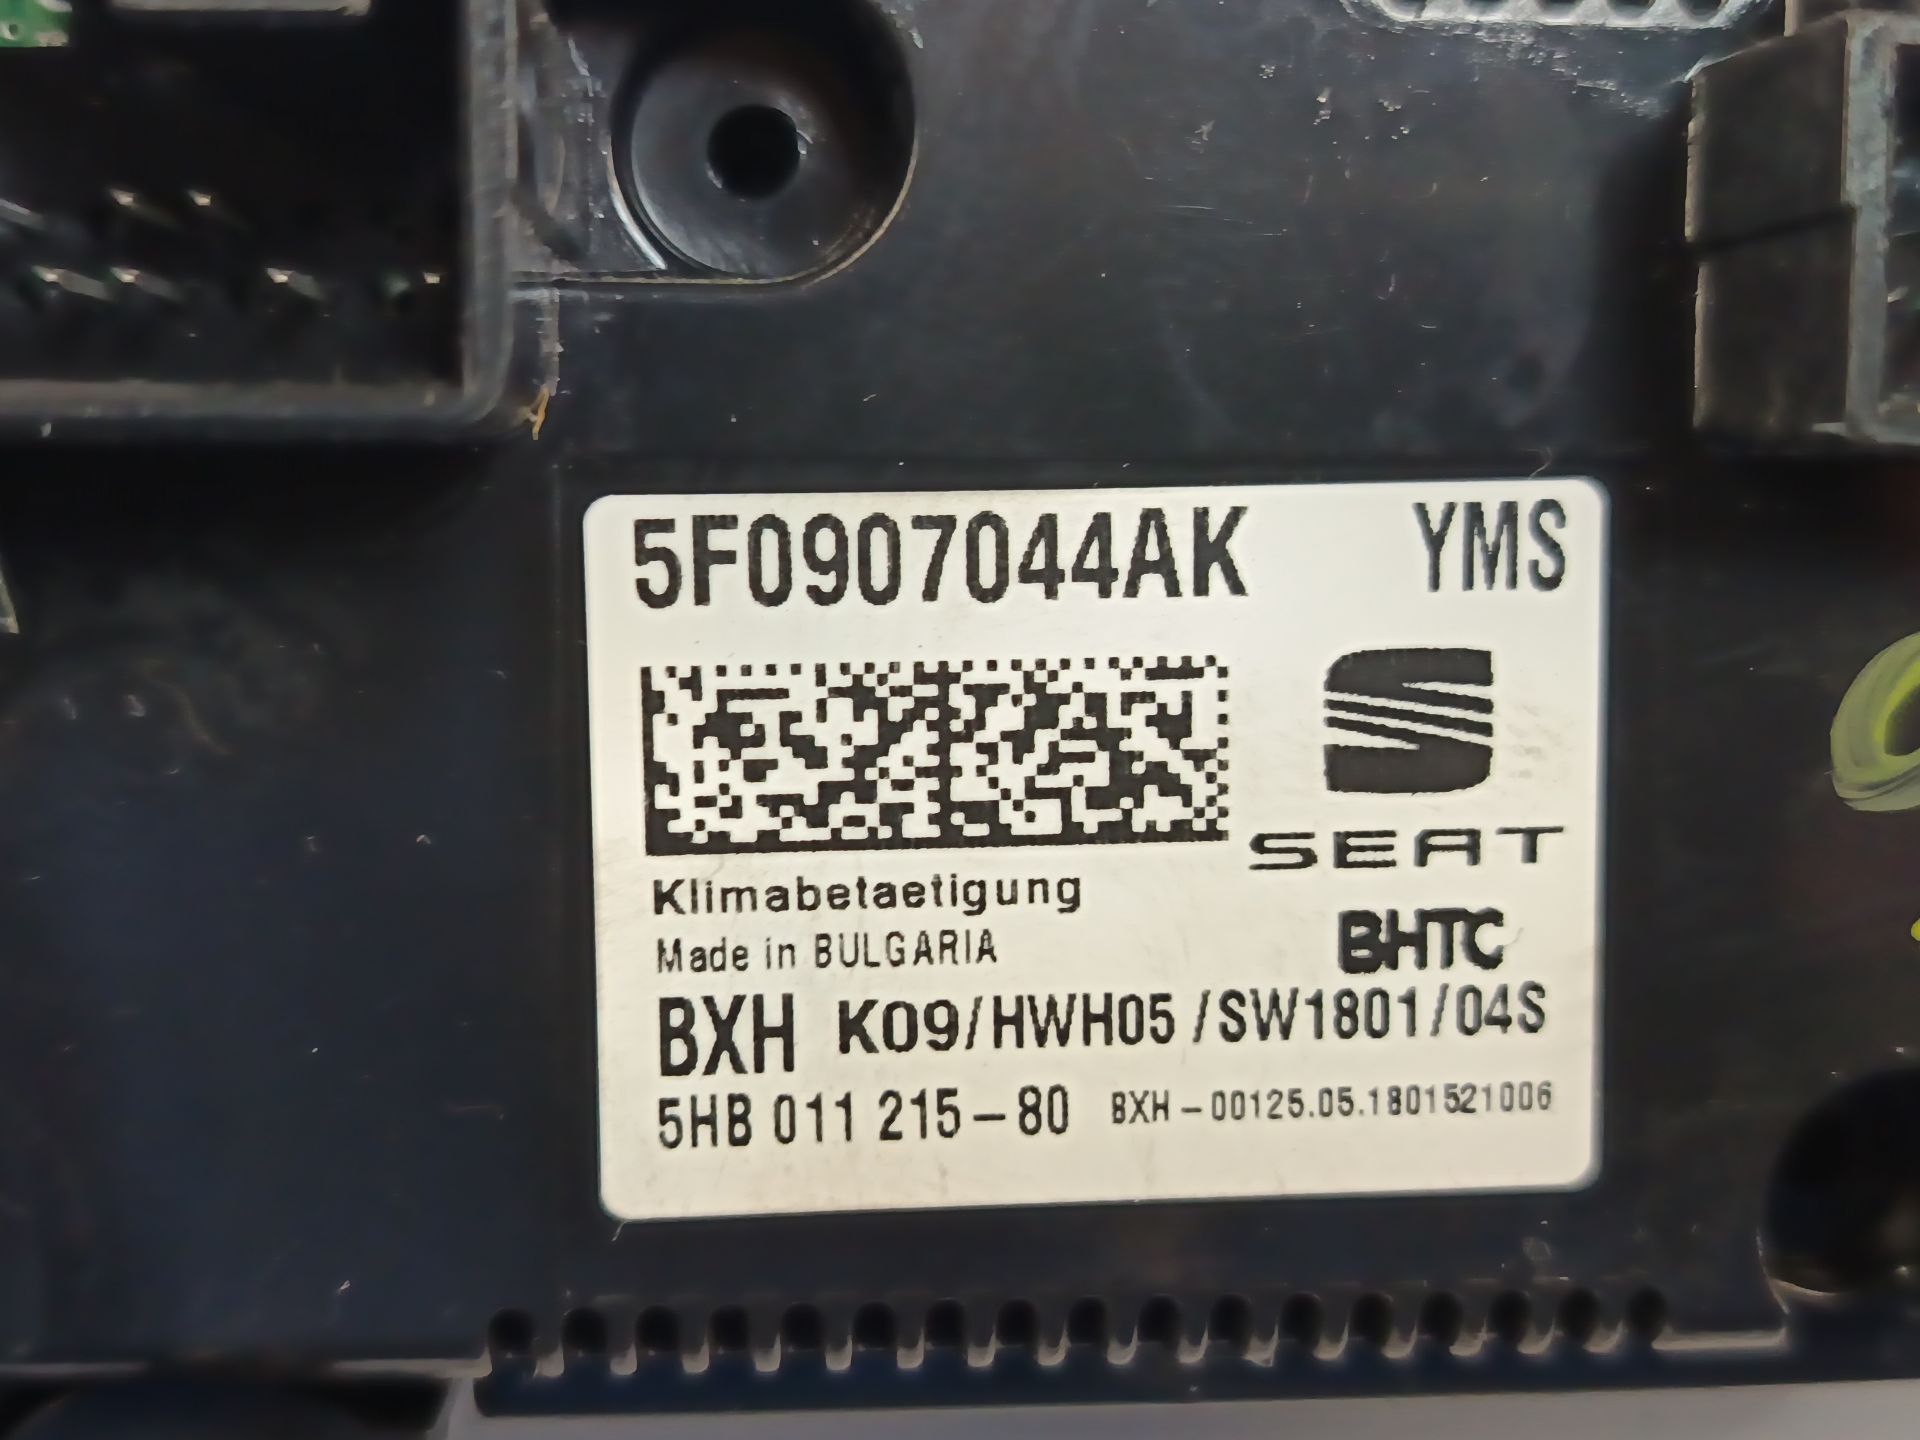 5F0907044AK YMS
SEAT
Klimabetaetigung
Made in BULGARIA
BHTC
BXH K09/HWH05 /SW1801/04S
5HB 011 215-80 BXH-00125.05.1801521006